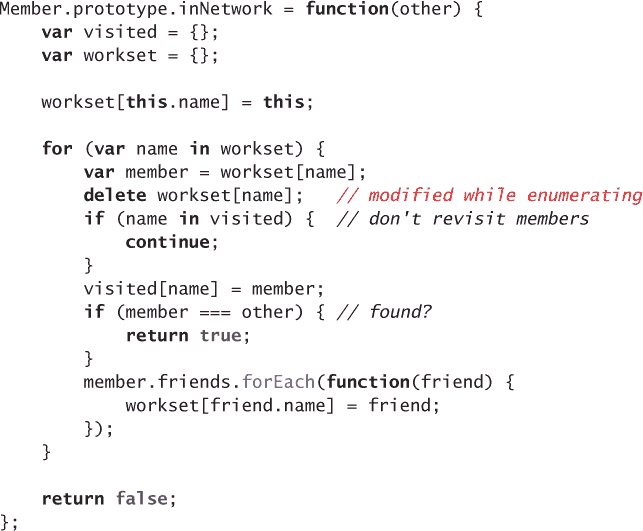 Member.prototype.inNetwork = function(other) {
    var visited = {};
    var workset = {};

    workset[this.name] = this;

    for (var name in workset) {
        var member = workset[name];
        delete workset[name];   // modified while enumerating
        if (name in visited) {  // don't revisit members
            continue;
        }
        visited[name] = member;
        if (member === other) { // found?
            return true;
        }
        member.friends.forEach(function(friend) {
            workset[friend.name] = friend;
        });
    }

    return false;
};